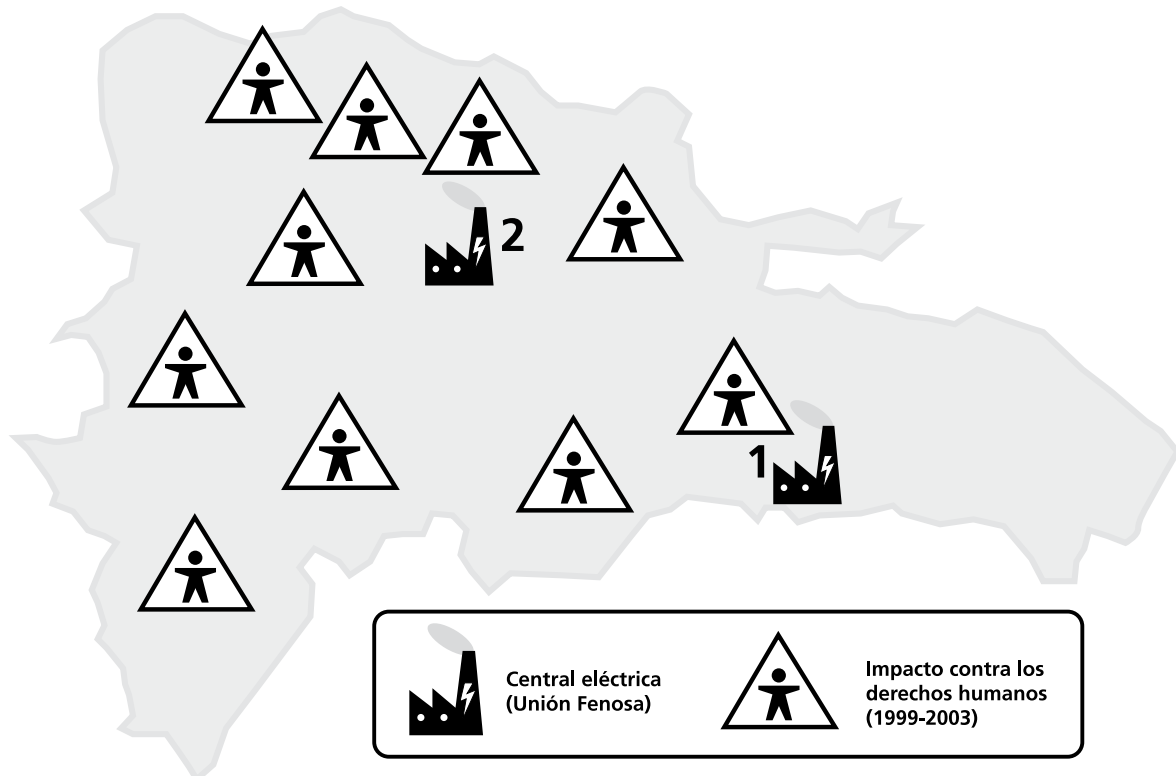 2
1
Central eléctrica
(Unión Fenosa)
Impacto contra los
derechos humanos
(1999-2003)